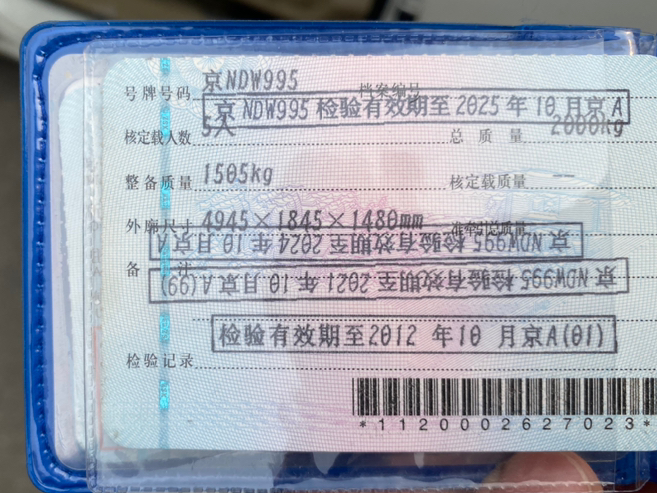 号牌号码 京NDW995 档案编号
京NDW995检验有效期至2025年10月京A
核定载人数 5人 总质量 2000kg
整备质量 1505kg 核定载质量 --
外廓尺寸 4945×1845×1480mm 准牵引总质量
京NDW995检验有效期至2024年10月京A
备注
京NDW995检验有效期至2021年10月京A(99)
检验有效期至2012 年10 月京A(01)
检验记录
*1120002627023*